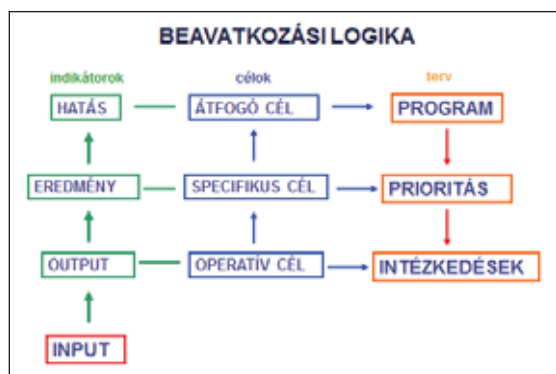 BEAVATKOZÁSI LOGIKA
indikátorok célok terv
HATÁS ÁTFOGÓ CÉL PROGRAM
EREDMÉNY SPECIFIKUS CÉL PRIORITÁS
OUTPUT OPERATÍV CÉL INTÉZKEDÉSEK
INPUT